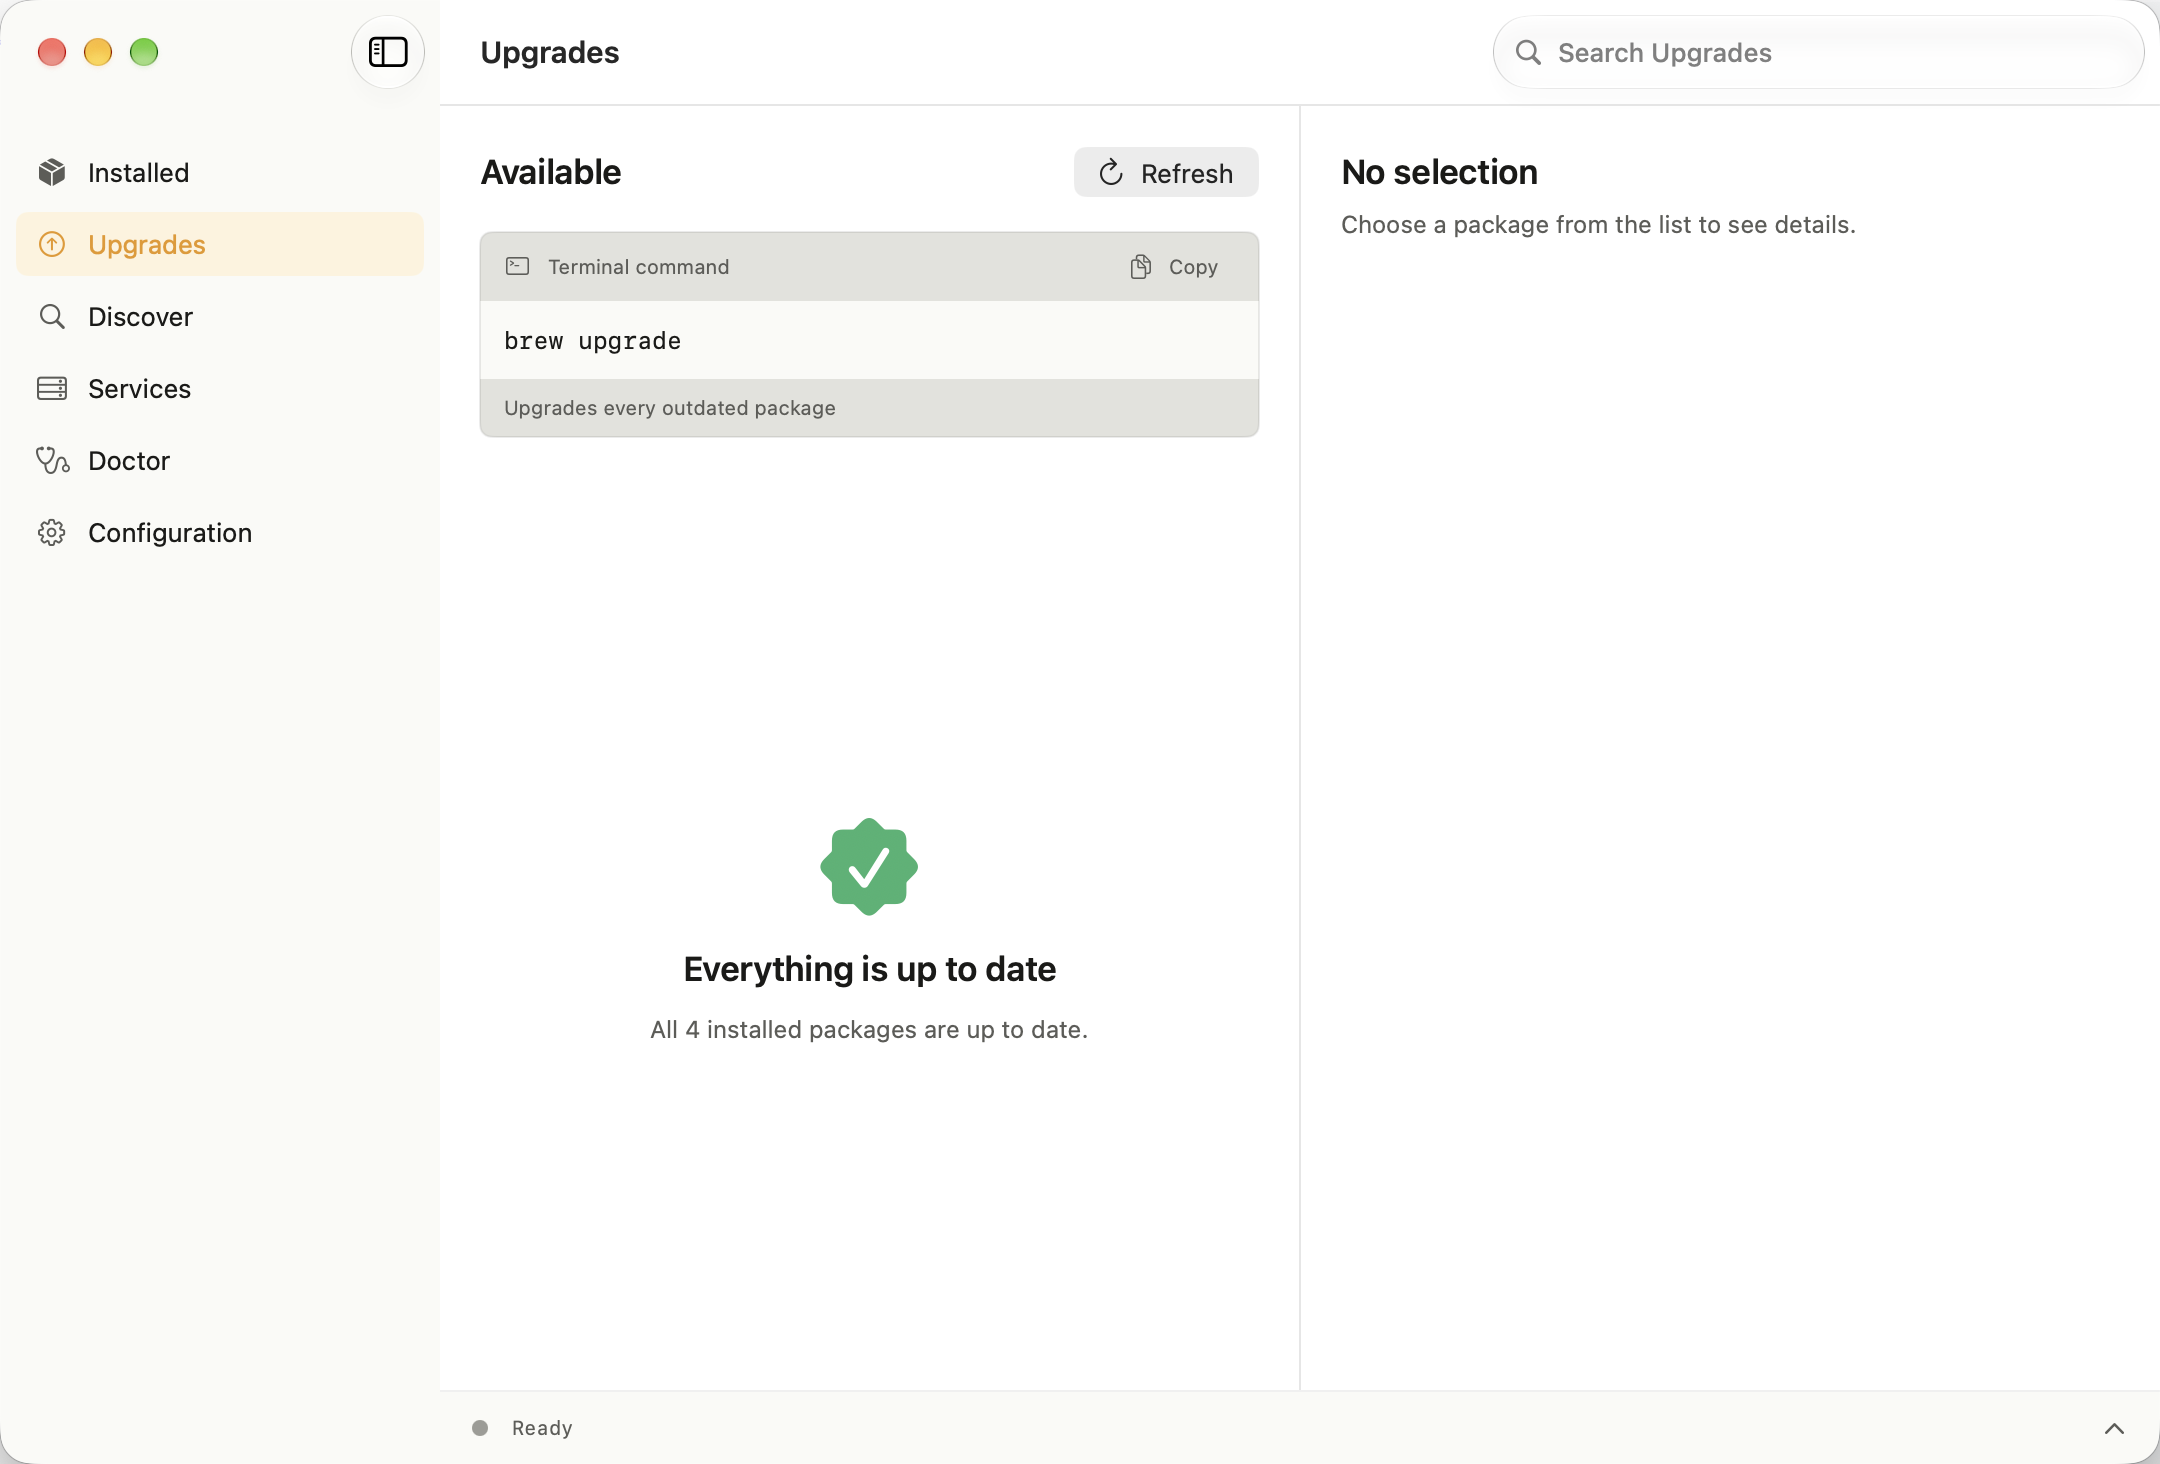 Upgrades
Search Upgrades
Installed
Upgrades
Discover
Services
Doctor
Configuration
Available
Refresh
Terminal command
Copy
brew upgrade
Upgrades every outdated package
Everything is up to date
All 4 installed packages are up to date.
No selection
Choose a package from the list to see details.
Ready